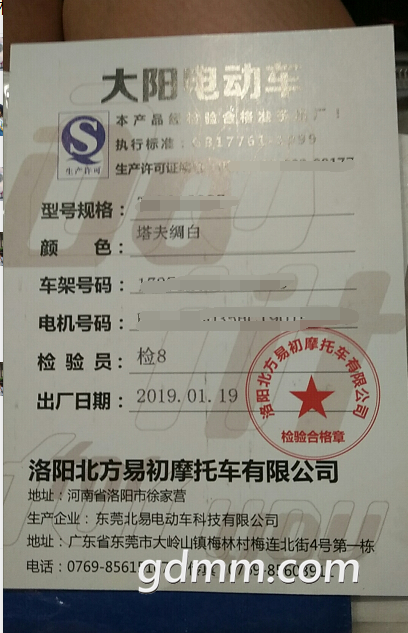 大阳电动车
本产品经检验合格准予出厂！
执行标准：GB17761-1999
生产许可
生产许可证
型号规格：
颜 色：塔夫绸白
车架号码：
电机号码：
检验员：检8
出厂日期：2019.01.19
洛阳北方易初摩托车有限公司
检验合格章
洛阳北方易初摩托车有限公司
地址：河南省洛阳市徐家营
生产企业：东莞北易电动车科技有限公司
地址：广东省东莞市大岭山镇梅林村梅连北街4号第一栋
电话：0769-8561
gdmm.com